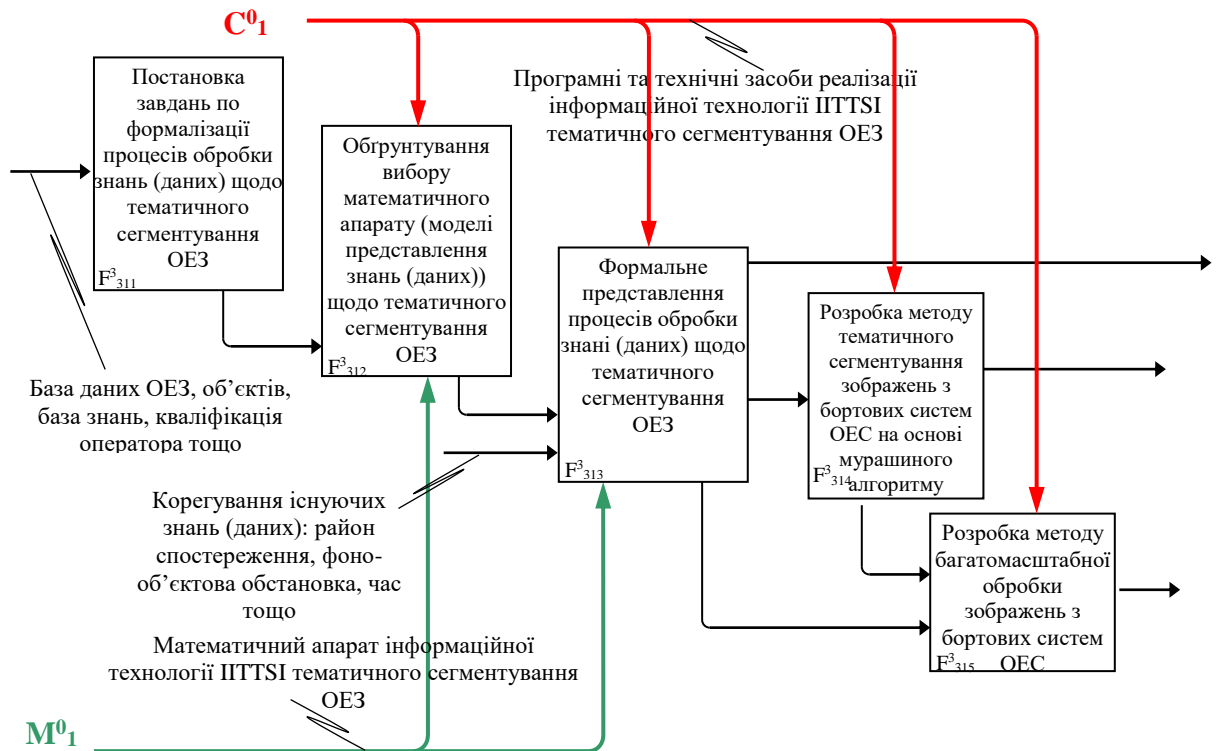 C⁰₁
Постановка
завдань по
формалізації
процесів обробки
знань (даних) щодо
тематичного
сегментування
ОЕЗ
F³₃₁₁
Програмні та технічні засоби реалізації
інформаційної технології IITTSI
тематичного сегментування ОЕЗ
Обґрунтування
вибору
математичного
апарату (моделі
представлення
знань (даних))
щодо тематичного
сегментування
ОЕЗ
F³₃₁₂
Формальне
представлення
процесів обробки
знані (даних) щодо
тематичного
сегментування
ОЕЗ
F³₃₁₃
Розробка методу
тематичного
сегментування
зображень з
бортових систем
ОЕС на основі
мурашиного
F³₃₁₄ алгоритму
База даних ОЕЗ, об’єктів,
база знань, кваліфікація
оператора тощо
Корегування існуючих
знань (даних): район
спостереження, фоно-
об’єктова обстановка, час
тощо
Розробка методу
багатомасштабної
обробки
зображень з
бортових систем
F³₃₁₅ ОЕС
Математичний апарат інформаційної
технології IITTSI тематичного сегментування
ОЕЗ
M⁰₁